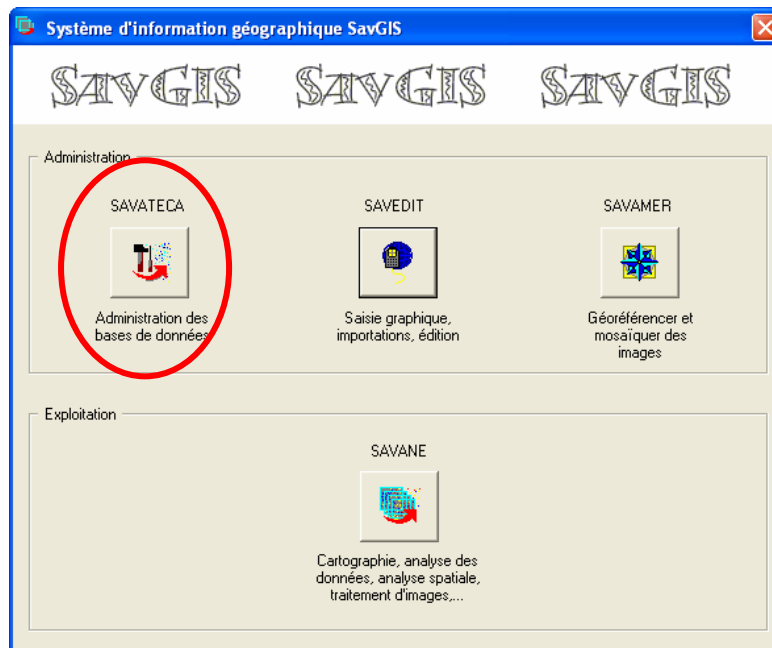 Système d'information géographique SavGIS
SAVGIS SAVGIS SAVGIS
Administration
SAVATECA
Administration des
bases de données
SAVEDIT
Saisie graphique,
importations, édition
SAVAMER
Géoréférencer et
mosaïquer des
images
Exploitation
SAVANE
Cartographie, analyse des
données, analyse spatiale,
traitement d'images,...